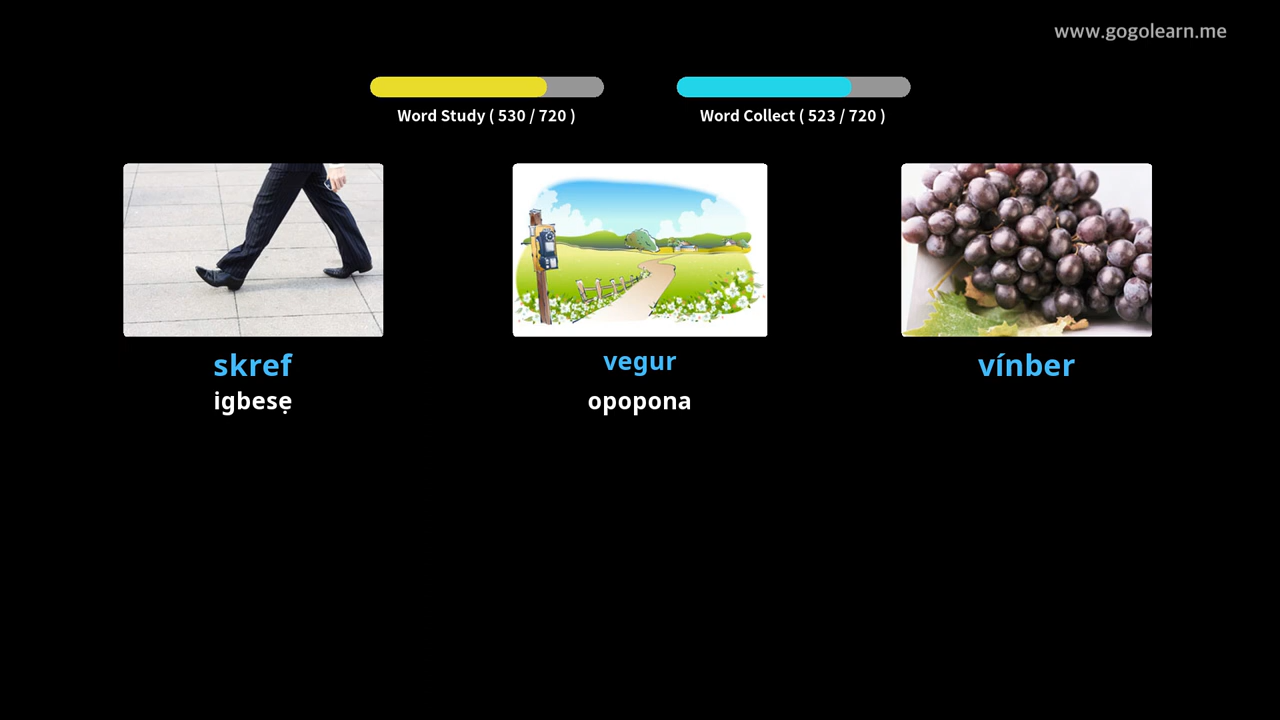 www.gogolearn.me
Word Study ( 530 / 720 )
Word Collect ( 523 / 720 )
skref
igbesẹ
vegur
opopona
vínber